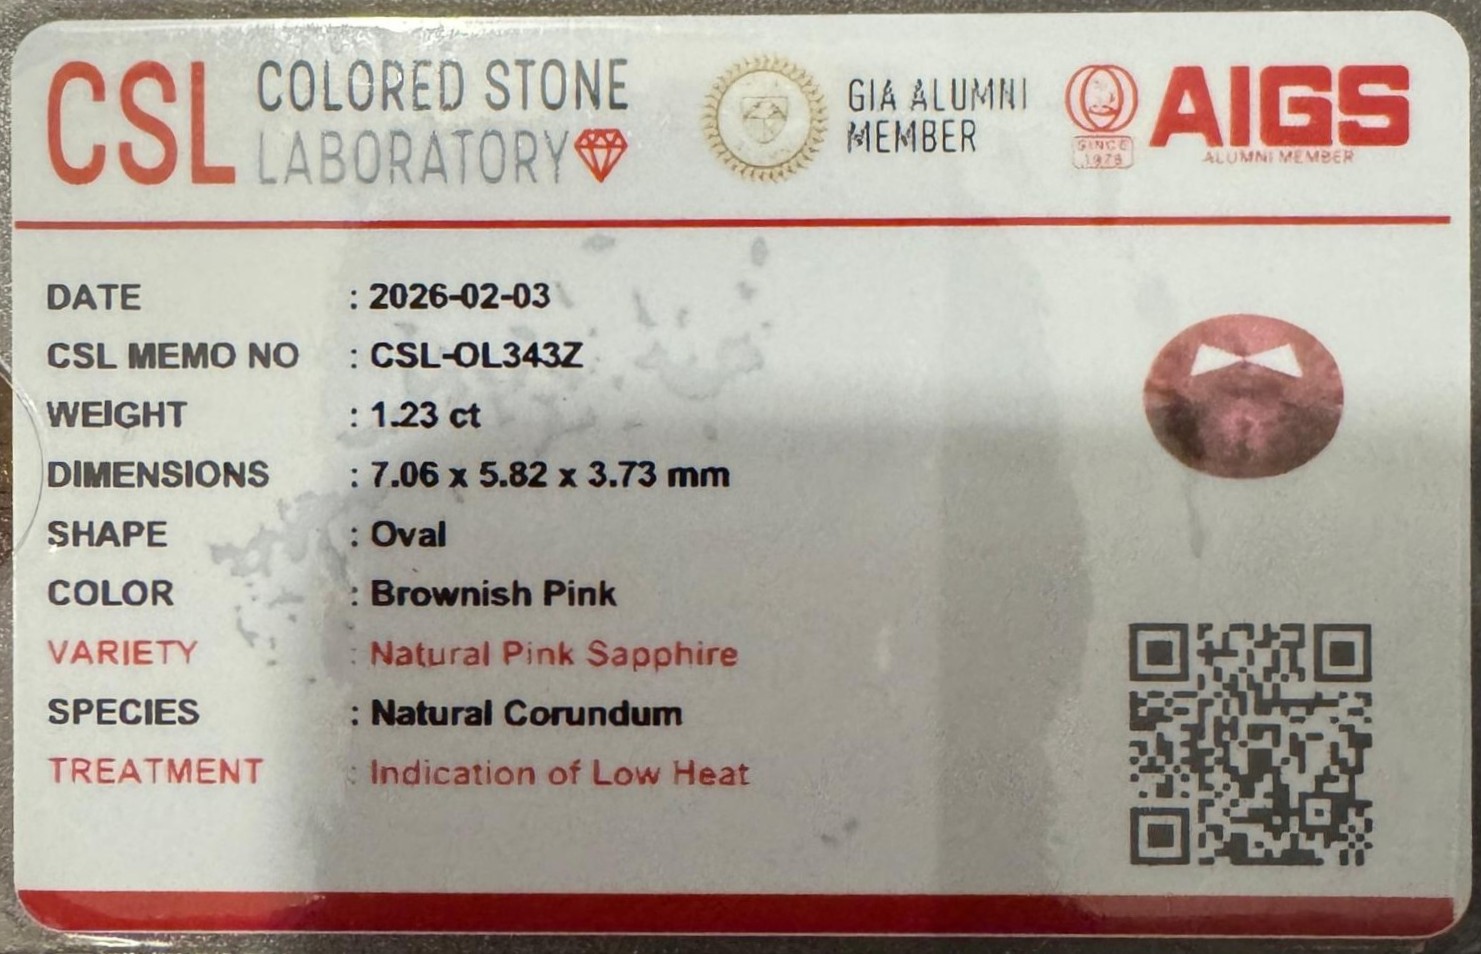 CSL COLORED STONE LABORATORY
GIA ALUMNI MEMBER
AIGS
SINCE 1978
ALUMNI MEMBER
DATE : 2026-02-03
CSL MEMO NO : CSL-OL343Z
WEIGHT : 1.23 ct
DIMENSIONS : 7.06 x 5.82 x 3.73 mm
SHAPE : Oval
COLOR : Brownish Pink
VARIETY : Natural Pink Sapphire
SPECIES : Natural Corundum
TREATMENT : Indication of Low Heat